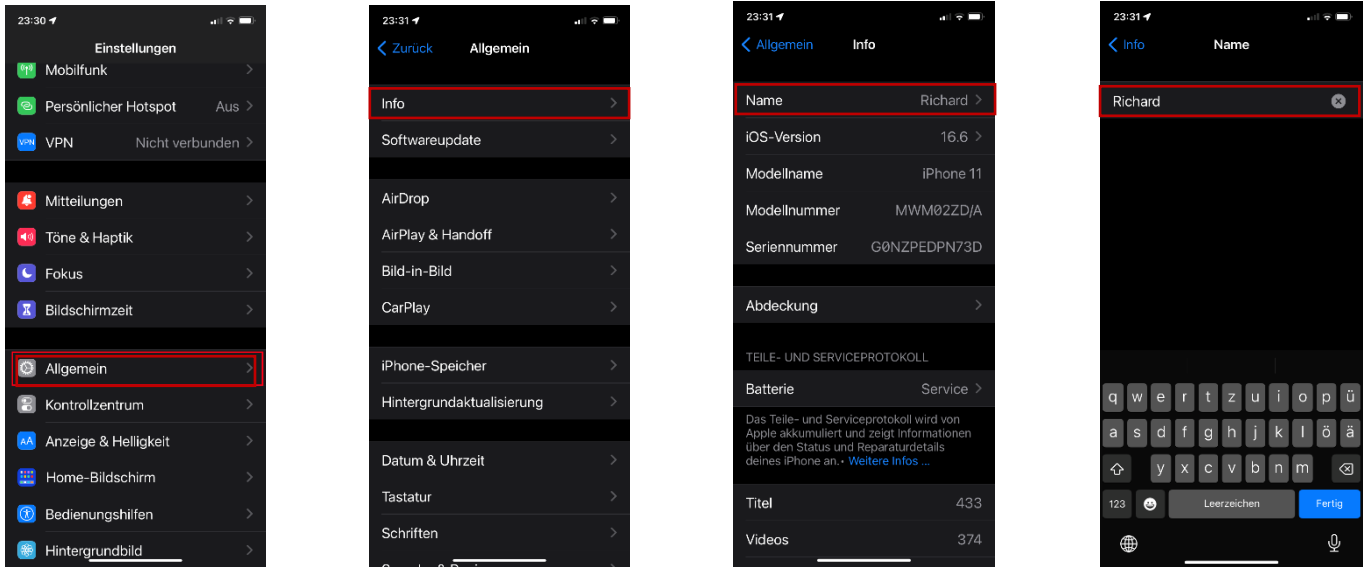 23:30
Einstellungen
Mobilfunk
Persönlicher Hotspot Aus
VPN VPN Nicht verbunden
Mitteilungen
Töne & Haptik
Fokus
Bildschirmzeit
Allgemein
Kontrollzentrum
AA Anzeige & Helligkeit
Home-Bildschirm
Bedienungshilfen
Hintergrundbild
23:31
Zurück Allgemein
Info
Softwareupdate
AirDrop
AirPlay & Handoff
Bild-in-Bild
CarPlay
iPhone-Speicher
Hintergrundaktualisierung
Datum & Uhrzeit
Tastatur
Schriften
23:31
Allgemein Info
Name Richard
iOS-Version 16.6
Modellname iPhone 11
Modellnummer MWM02ZD/A
Seriennummer G0NZPEDPN73D
Abdeckung
TEILE- UND SERVICEPROTOKOLL
Batterie Service
Das Teile- und Serviceprotokoll wird von
Apple akkumuliert und zeigt Informationen
über den Status und Reparaturdetails
deines iPhone an.• Weitere Infos ...
Titel 433
Videos 374
23:31
Info Name
Richard
q w e r t z u i o p ü
a s d f g h j k l ö ä
y x c v b n m
123 Leerzeichen Fertig